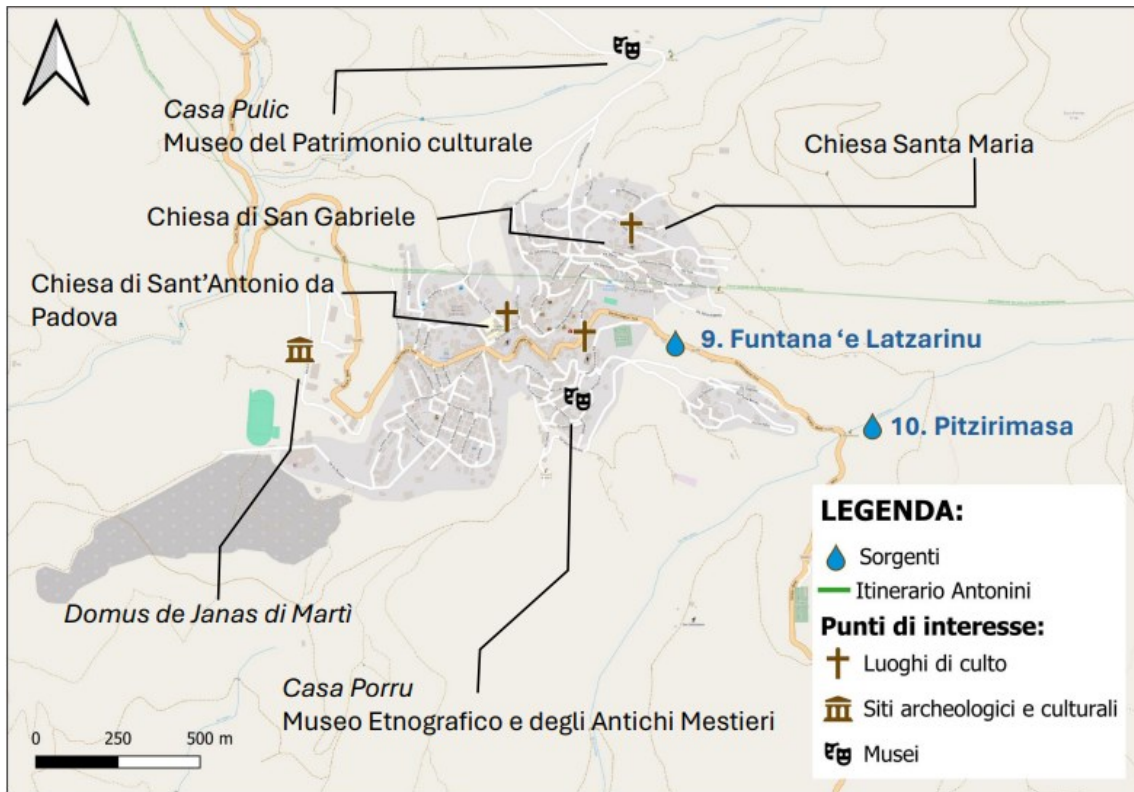 Casa Pulic
Museo del Patrimonio culturale
Chiesa Santa Maria
Chiesa di San Gabriele
Chiesa di Sant’Antonio da
Padova
9. Funtana ‘e Latzarinu
10. Pitzirimasa
Domus de Janas di Martì
Casa Porru
Museo Etnografico e degli Antichi Mestieri
0 250 500 m
LEGENDA:
Sorgenti
Itinerario Antonini
Punti di interesse:
Luoghi di culto
Siti archeologici e culturali
Musei